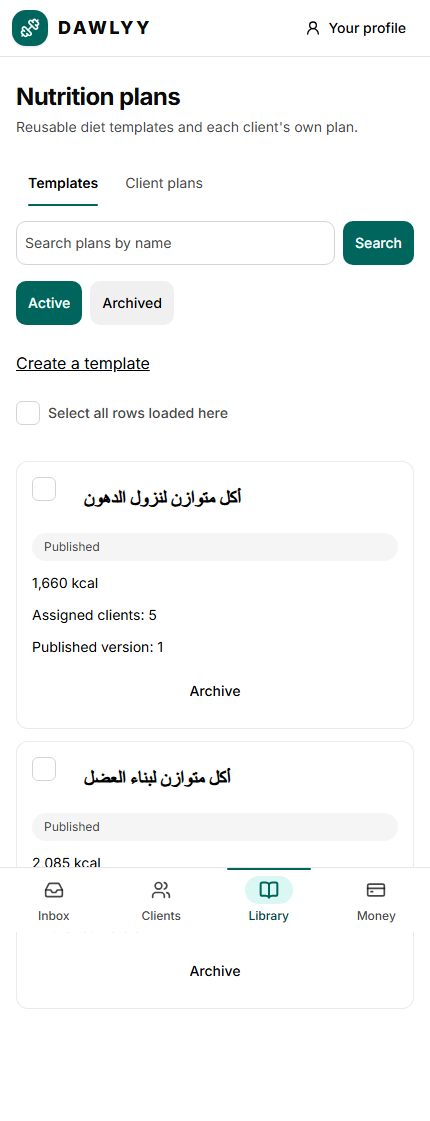 DAWLYY
Your profile
Nutrition plans
Reusable diet templates and each client's own plan.
Templates
Client plans
Search plans by name
Search
Active
Archived
Create a template
Select all rows loaded here
أكل متوازن لنزول الدهون
Published
1,660 kcal
Assigned clients: 5
Published version: 1
Archive
أكل متوازن لبناء العضل
Published
2,085 kcal
Inbox
Clients
Library
Money
Archive